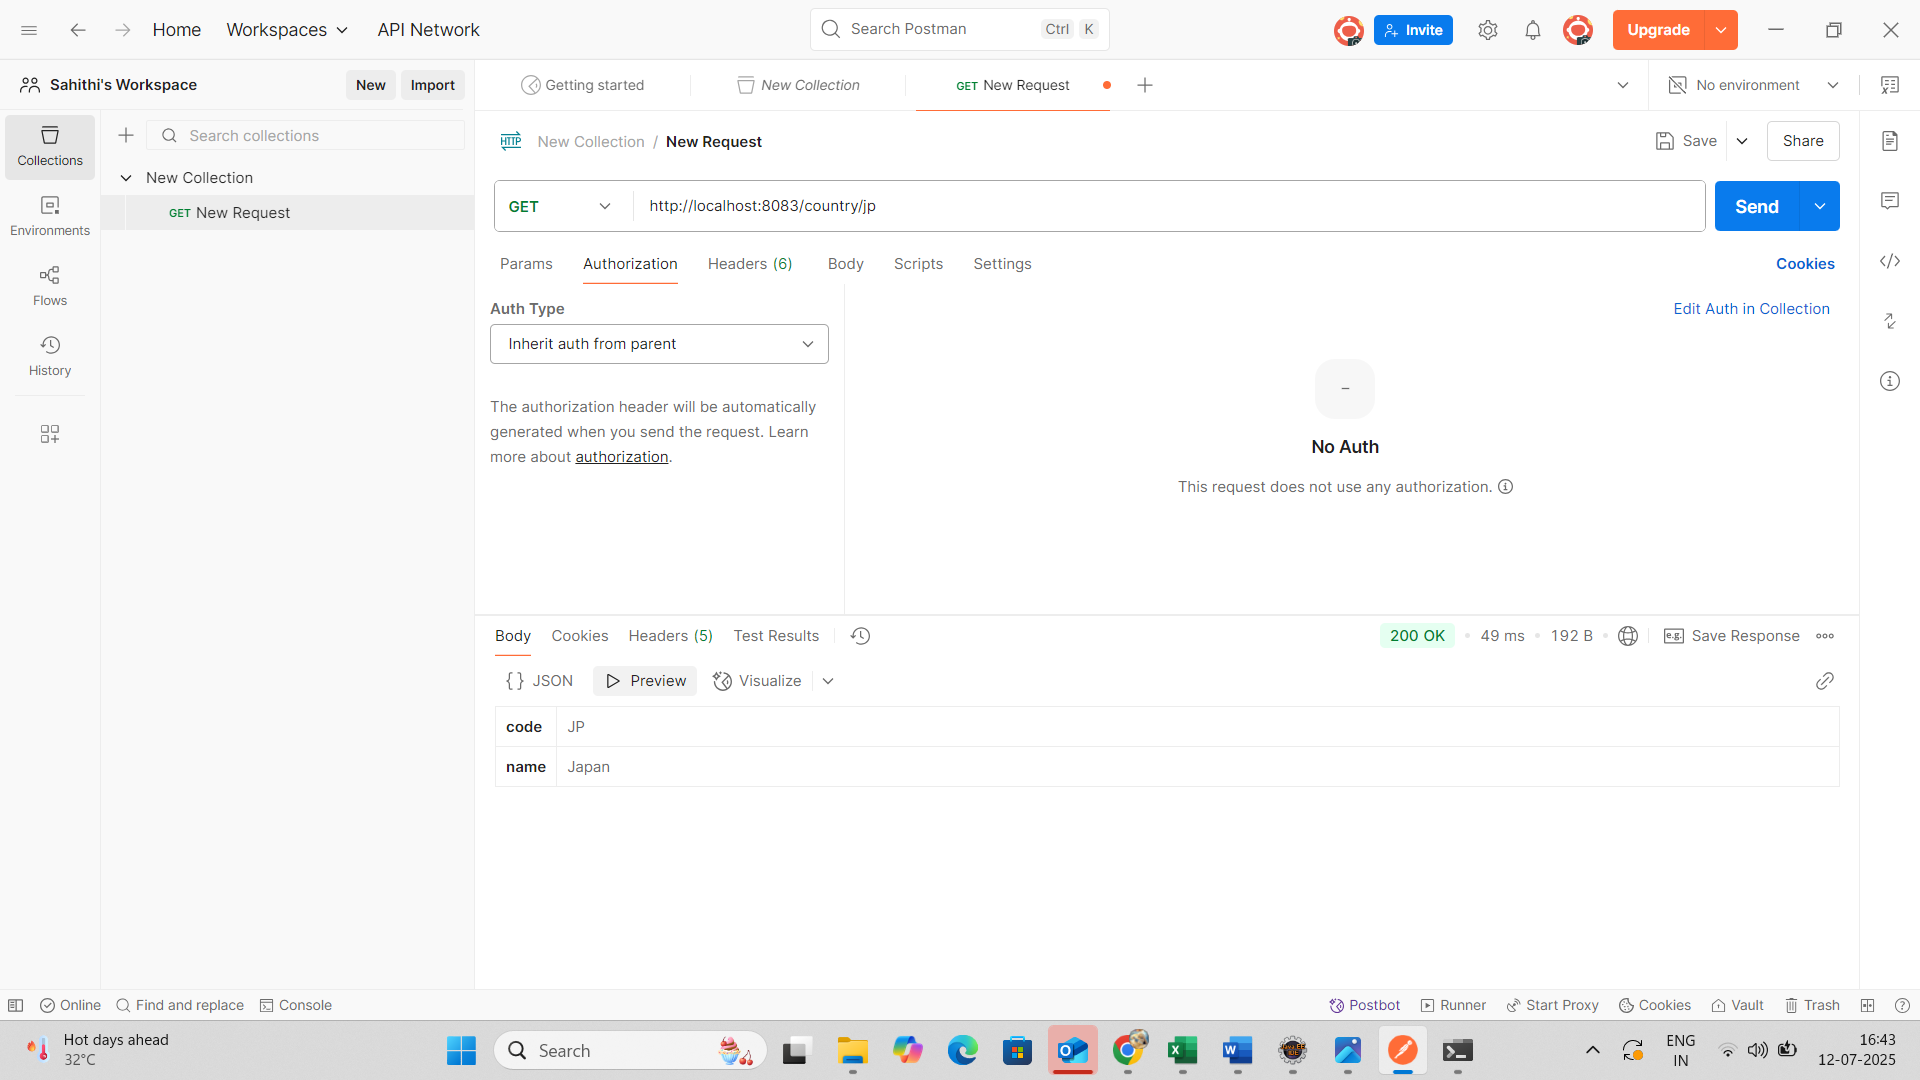 Home
Workspaces
API Network
Search Postman
Ctrl
K
Invite
Upgrade
Sahithi's Workspace
New
Import
Getting started
New Collection
GET New Request
No environment
Collections
Environments
Flows
History
Search collections
New Collection
GET New Request
HTTP
New Collection / New Request
Save
Share
GET
http://localhost:8083/country/jp
Send
Params
Authorization
Headers (6)
Body
Scripts
Settings
Cookies
Auth Type
Inherit auth from parent
The authorization header will be automatically
generated when you send the request. Learn
more about authorization.
Edit Auth in Collection
No Auth
This request does not use any authorization.
Body
Cookies
Headers (5)
Test Results
200 OK
49 ms
192 B
e.g.
Save Response
{} JSON
Preview
Visualize
code JP
name Japan
Online
Find and replace
Console
Postbot
Runner
Start Proxy
Cookies
Vault
Trash
Hot days ahead
32°C
Search
ENG
IN
16:43
12-07-2025